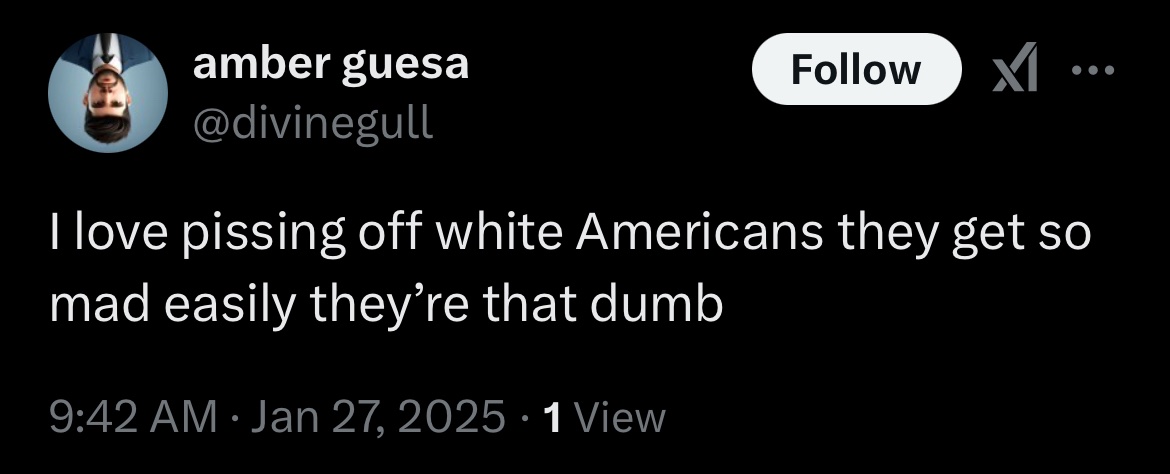 amber guesa
Follow
@divinegull
I love pissing off white Americans they get so
mad easily they’re that dumb
9:42 AM · Jan 27, 2025 · 1 View